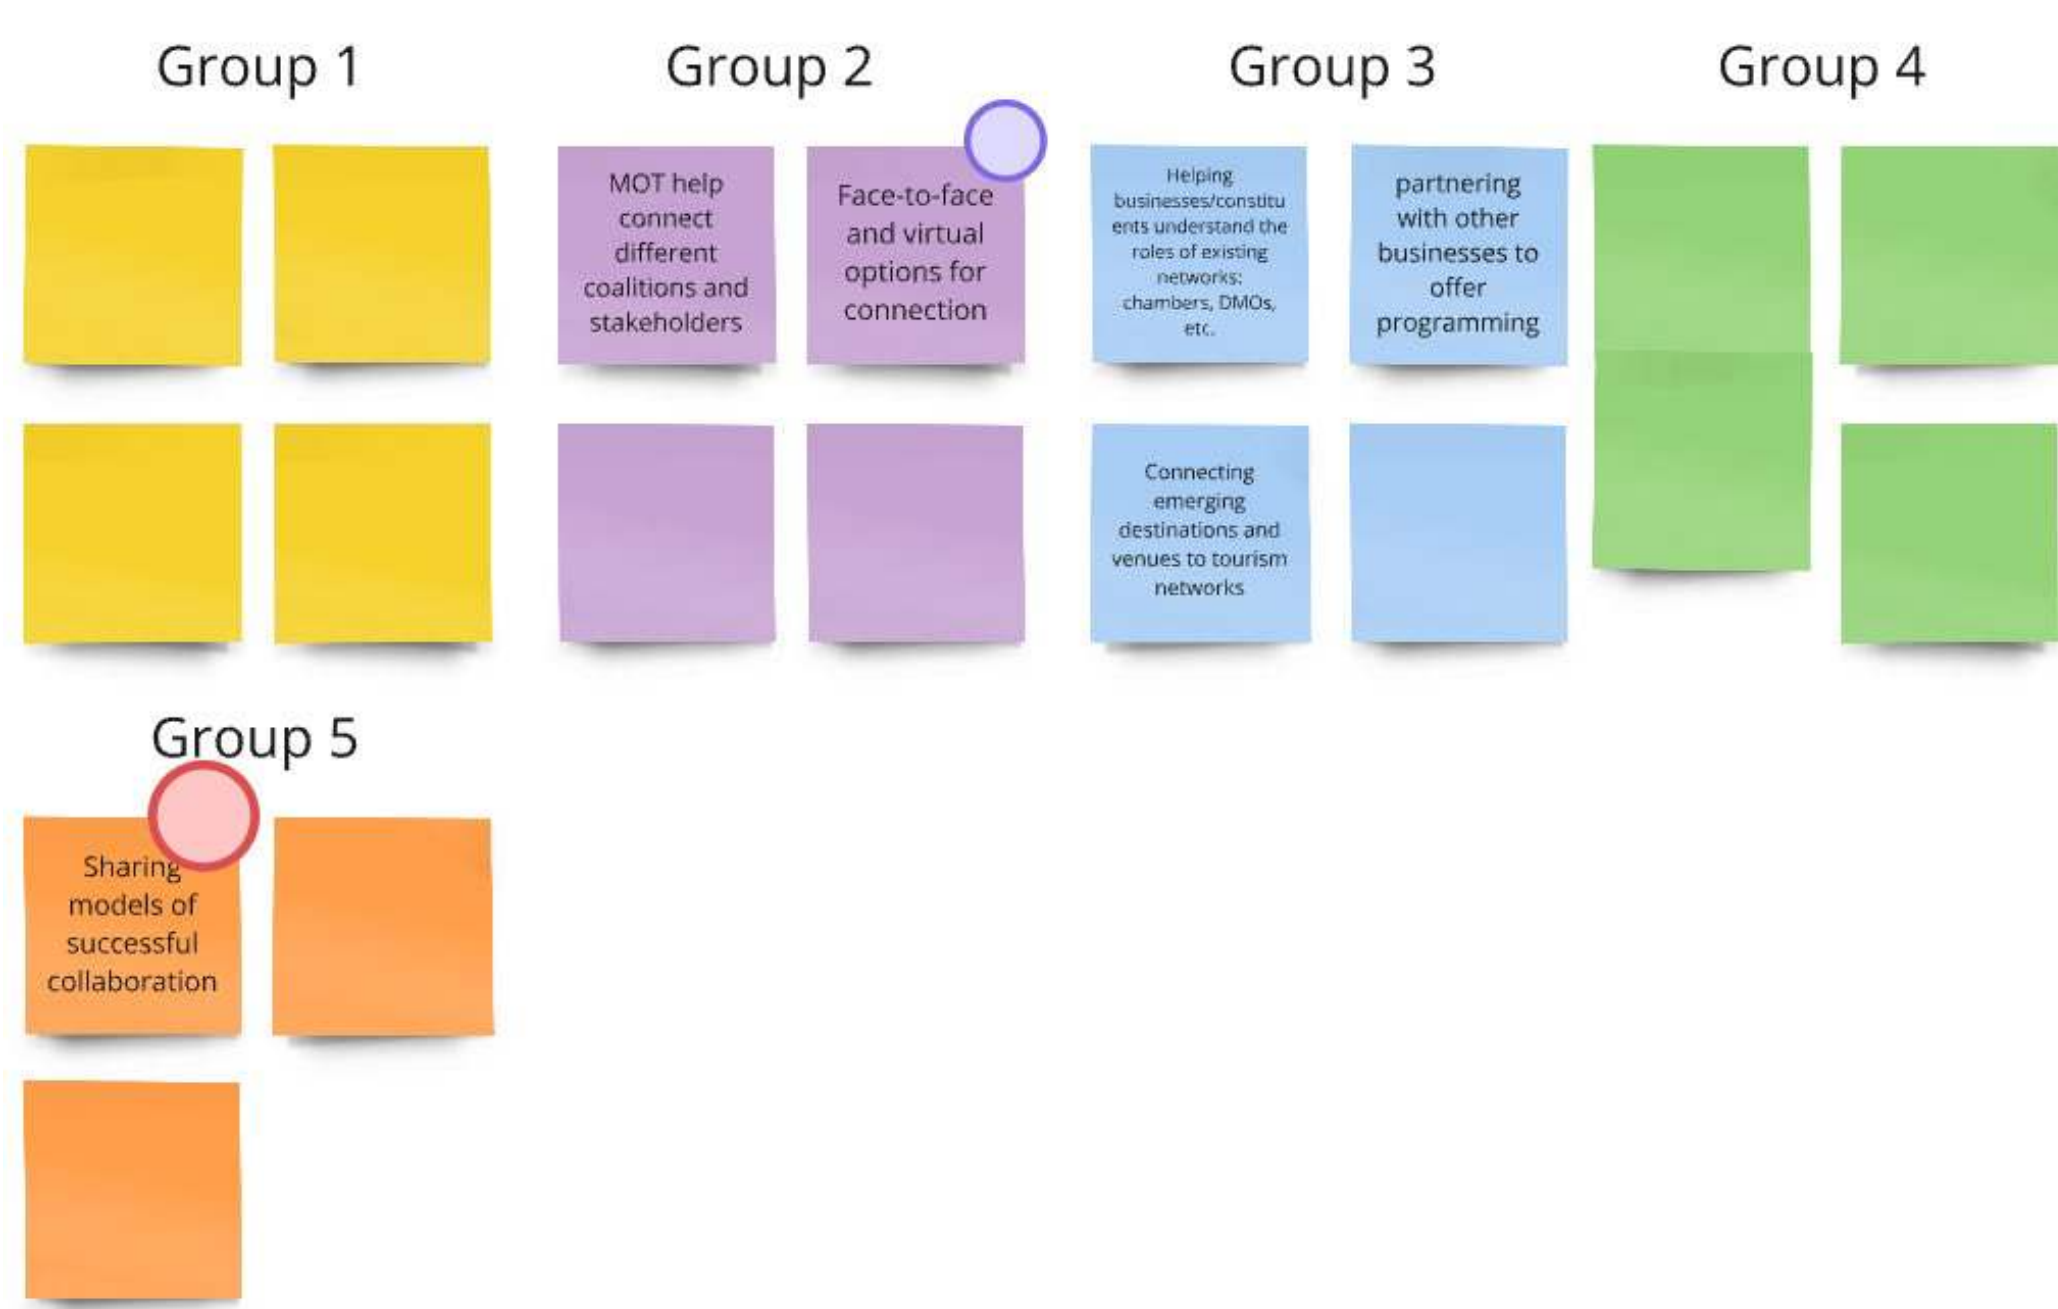 Group 1
Group 2
Group 3
Group 4
MOT help
connect
different
coalitions and
stakeholders
Face-to-face
and virtual
options for
connection
Helping
businesses/constitu
ents understand the
roles of existing
networks:
chambers, DMOs,
etc.
partnering
with other
businesses to
offer
programming
Connecting
emerging
destinations and
venues to tourism
networks
Group 5
Sharing
models of
successful
collaboration